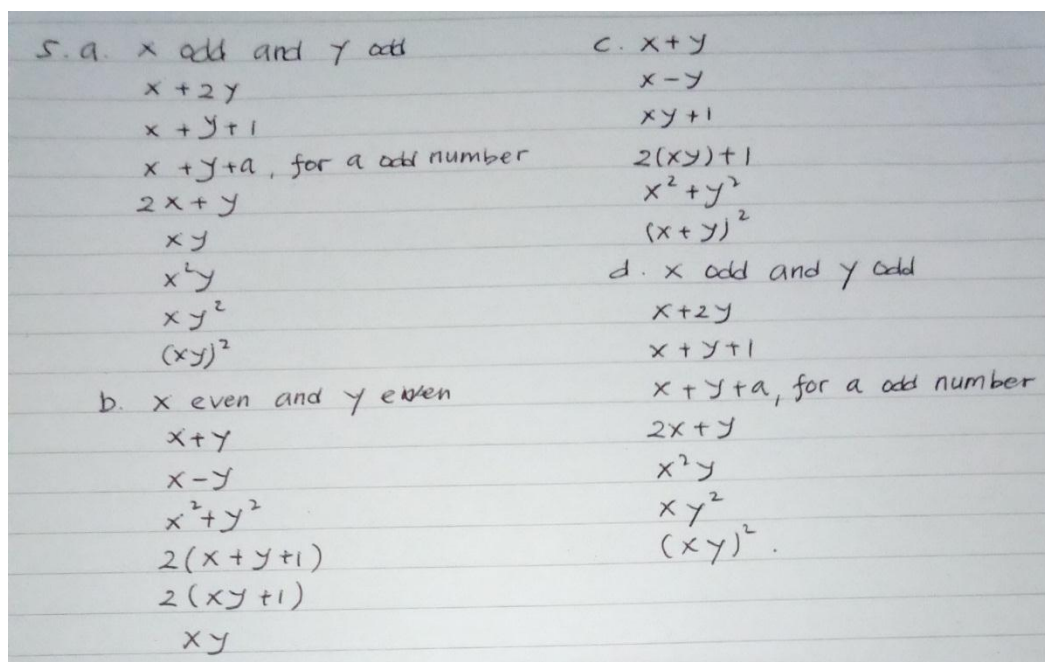 5. a. x odd and y odd
x + 2y
x + y + 1
x + y + a, for a odd number
2x + y
xy
x²y
xy²
(xy)²
b. x even and y even
x + y
x - y
x² + y²
2(x + y + 1)
2(xy + 1)
xy
c. x + y
x - y
xy + 1
2(xy) + 1
x² + y²
(x + y)²
d. x odd and y odd
x + 2y
x + y + 1
x + y + a, for a odd number
2x + y
x²y
xy²
(xy)².